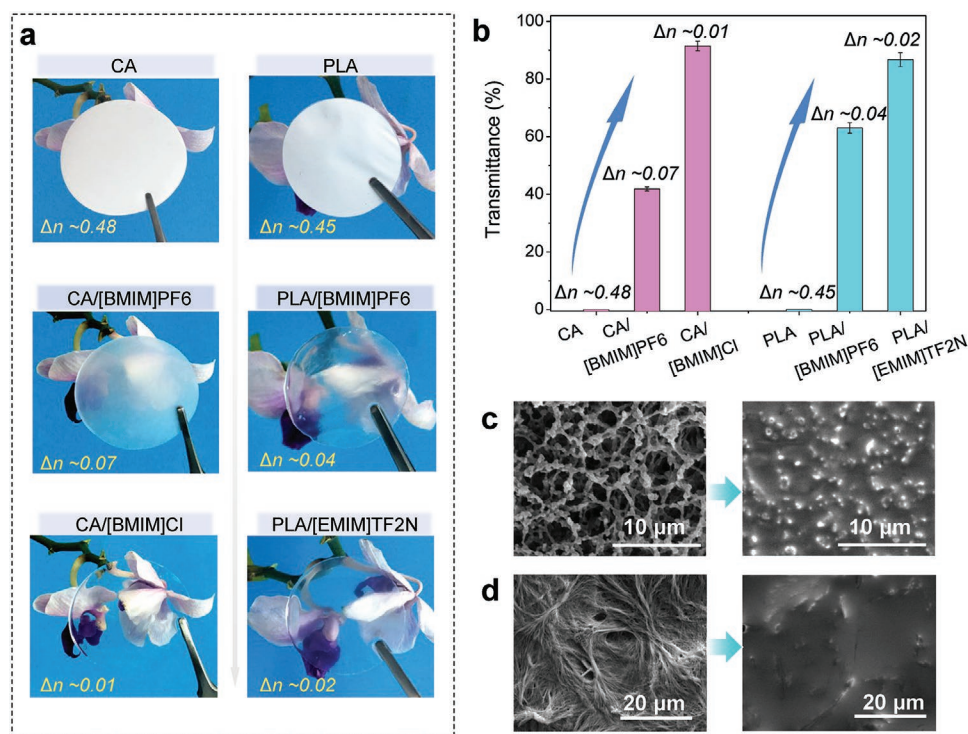 a
CA
PLA
Δn ~0.48
Δn ~0.45
CA/[BMIM]PF6
PLA/[BMIM]PF6
Δn ~0.07
Δn ~0.04
CA/[BMIM]Cl
PLA/[EMIM]TF2N
Δn ~0.01
Δn ~0.02
b
Transmittance (%)
100
80
60
40
20
0
Δn ~0.48
Δn ~0.07
Δn ~0.01
Δn ~0.45
Δn ~0.04
Δn ~0.02
CA
CA/
[BMIM]PF6
CA/
[BMIM]Cl
PLA
PLA/
[BMIM]PF6
PLA/
[EMIM]TF2N
c
10 μm
10 μm
d
20 μm
20 μm